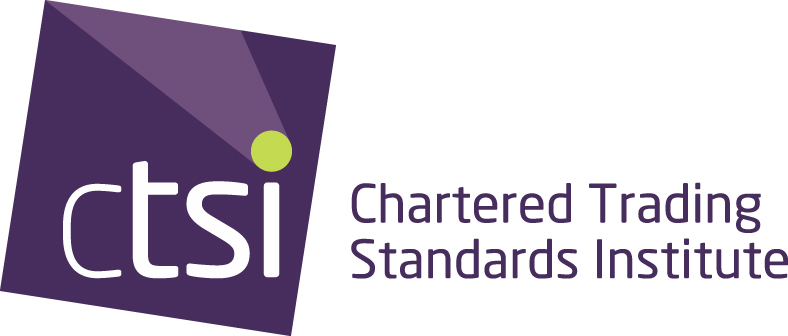 ctsi
Chartered Trading
Standards Institute